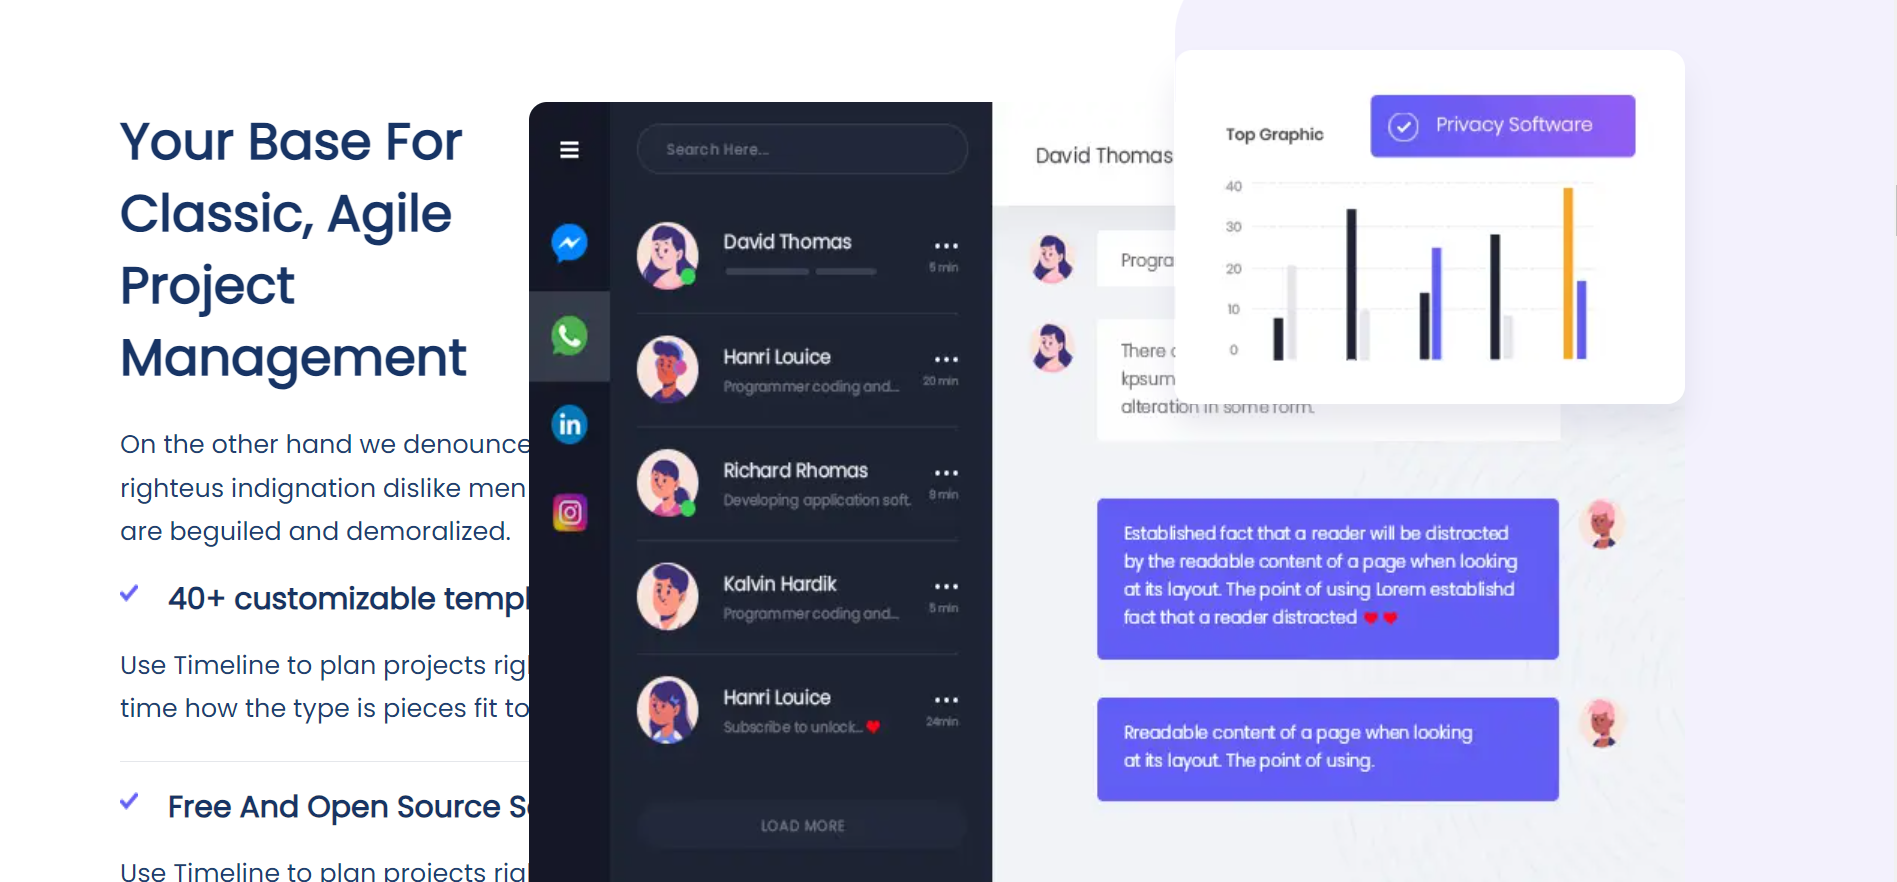 Your Base For
Classic, Agile
Project
Management
On the other hand we denounce
righteus indignation dislike men
are beguiled and demoralized.
40+ customizable templ
Use Timeline to plan projects rig
time how the type is pieces fit to
Free And Open Source S
Use Timeline to plan projects rig
Search Here...
David Thomas
5 min
Hanri Louice
Programmer coding and...
20 min
Richard Rhomas
Developing application soft.
8 min
Kalvin Hardik
Programmer coding and...
5 min
Hanri Louice
Subscribe to unlock...
24min
LOAD MORE
in
David Thomas
Progra
There
kpsum
alteration in some form.
Established fact that a reader will be distracted
by the readable content of a page when looking
at its layout. The point of using Lorem establishd
fact that a reader distracted
Rreadable content of a page when looking
at its layout. The point of using.
Top Graphic
Privacy Software
40
30
20
10
0